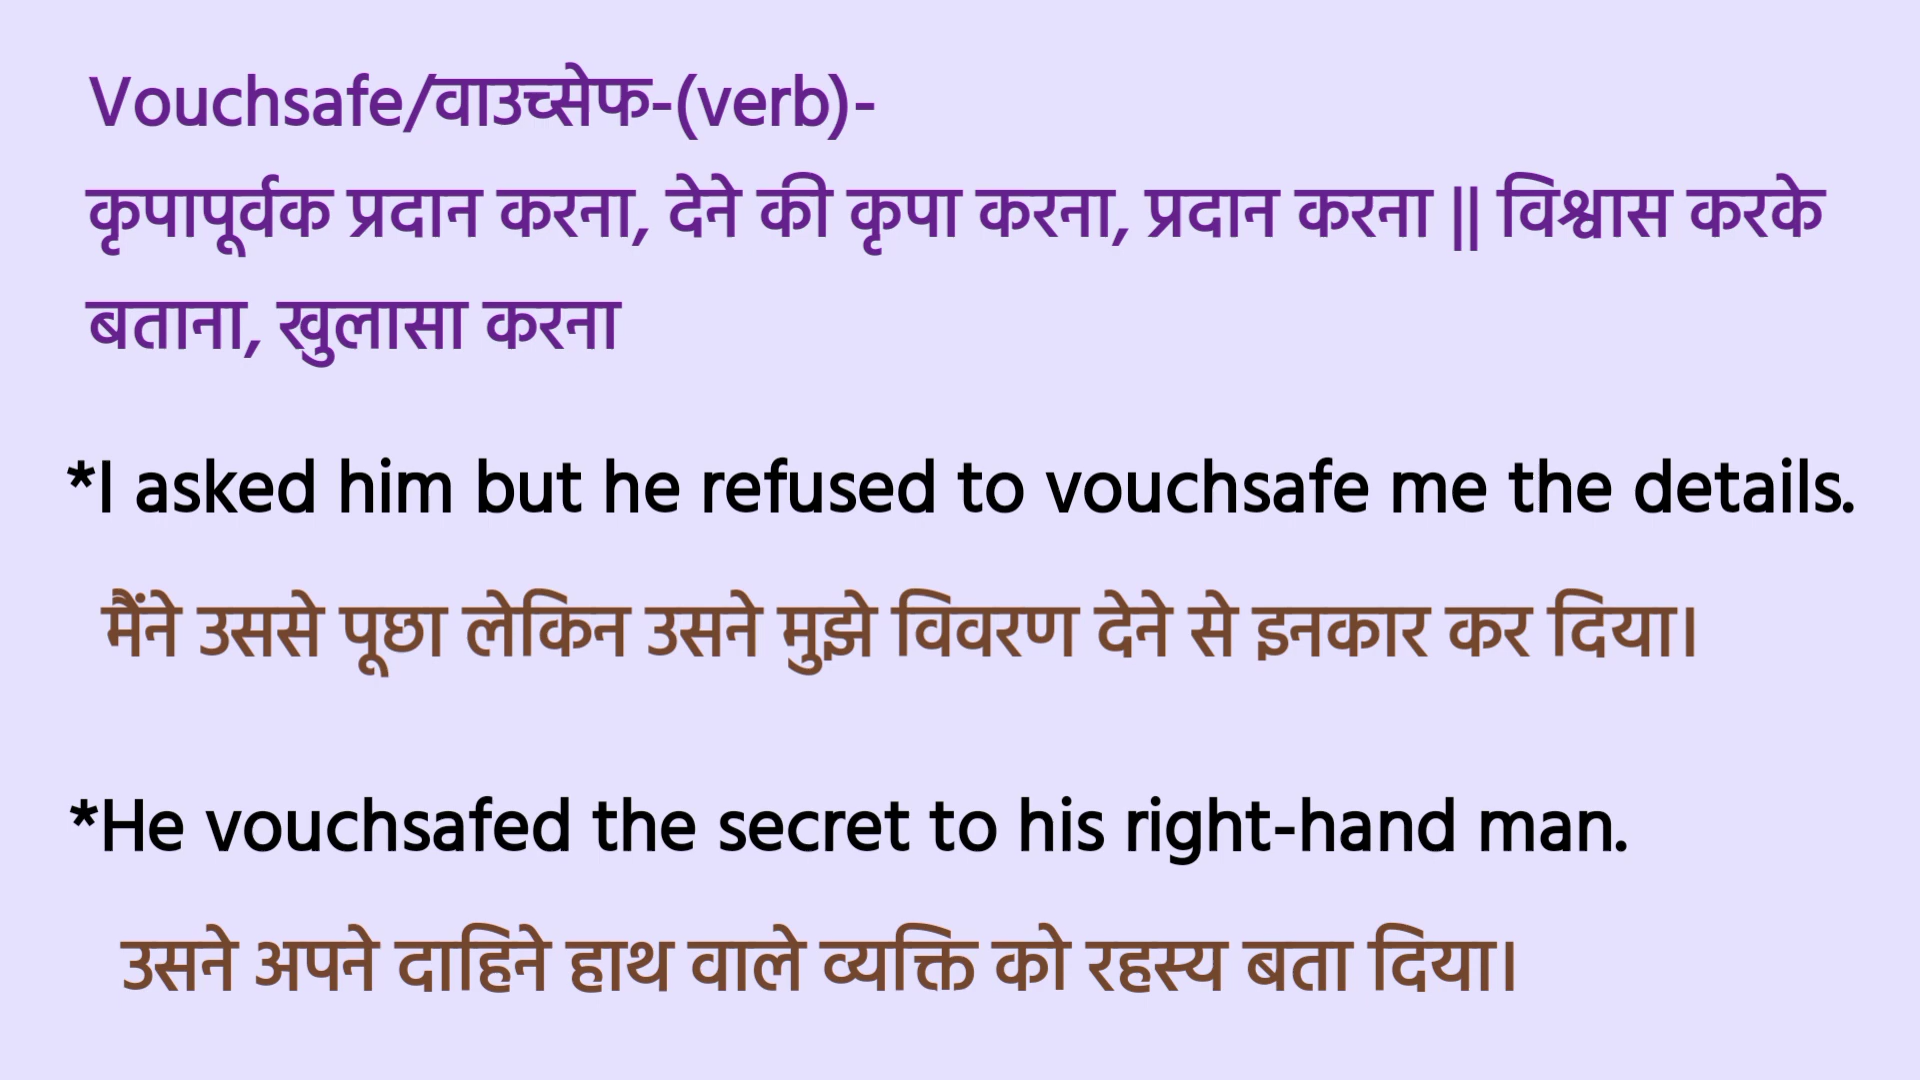 Vouchsafe/वाउच्सेफ-(verb)-
कृपापूर्वक प्रदान करना, देने की कृपा करना, प्रदान करना || विश्वास करके
बताना, खुलासा करना
*I asked him but he refused to vouchsafe me the details.
मैंने उससे पूछा लेकिन उसने मुझे विवरण देने से इनकार कर दिया।
*He vouchsafed the secret to his right-hand man.
उसने अपने दाहिने हाथ वाले व्यक्ति को रहस्य बता दिया।